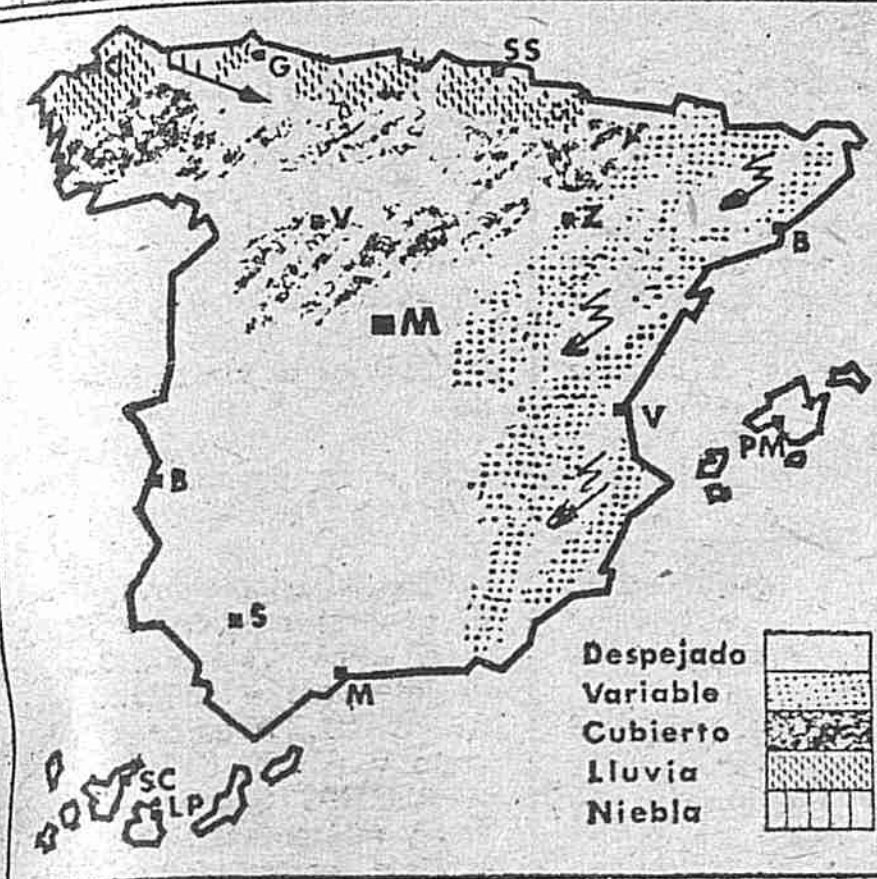 SS
G
V
Z
B
M
V
PM
B
S
M
SC
LP
Despejado
Variable
Cubierto
Lluvia
Niebla